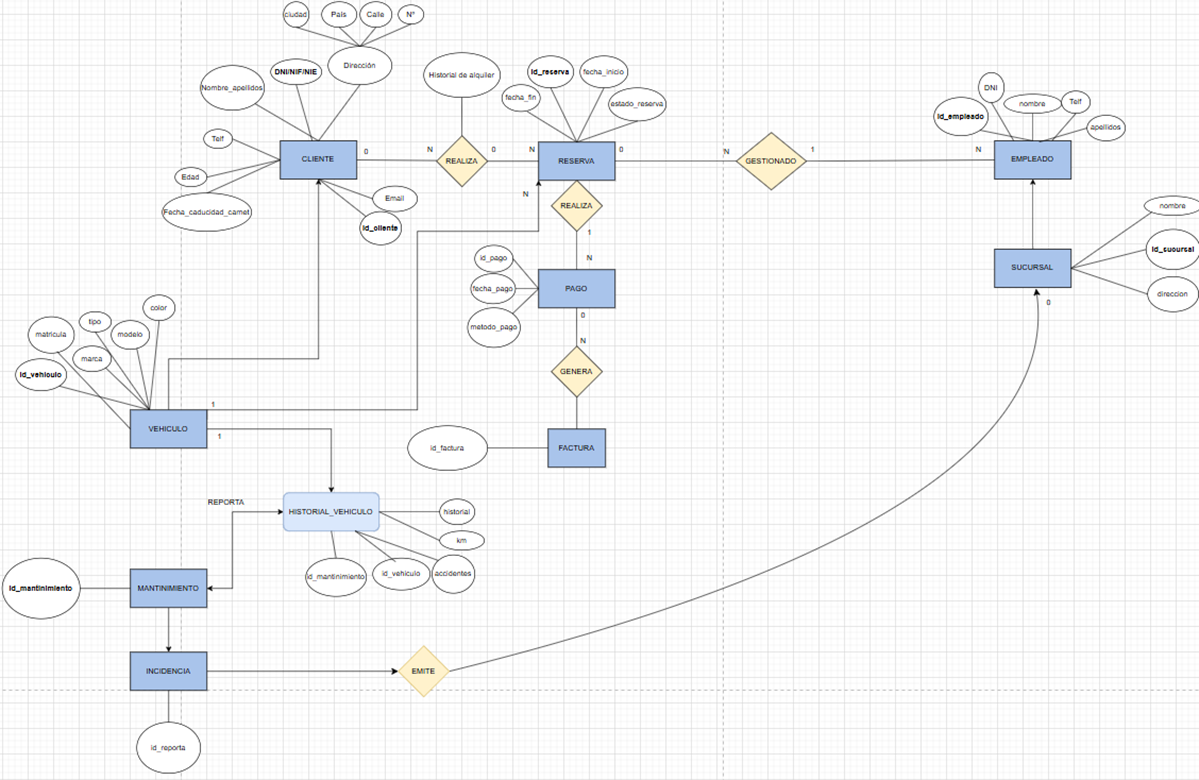 ciudad
País
Calle
Nº
Dirección
DNI/NIF/NIE
Nombre_apellidos
Telf
CLIENTE
Edad
Fecha_caducidad_carnet
Email
id_cliente
0
N
Historial de alquiler
REALIZA
0
N
fecha_fin
Id_reserva
fecha_inicio
estado_reserva
RESERVA
0
N
GESTIONADO
1
N
Id_empleado
DNI
nombre
Telf
apellidos
EMPLEADO
N
REALIZA
1
N
id_pago
fecha_pago
metodo_pago
PAGO
0
N
GENERA
id_factura
FACTURA
nombre
Id_sucursal
direccion
SUCURSAL
0
color
tipo
matricula
modelo
marca
Id_vehiculo
VEHICULO
1
1
REPORTA
HISTORIAL_VEHICULO
historial
km
id_mantinimiento
id_vehiculo
accidentes
Id_mantinimiento
MANTINIMIENTO
INCIDENCIA
EMITE
id_reporta